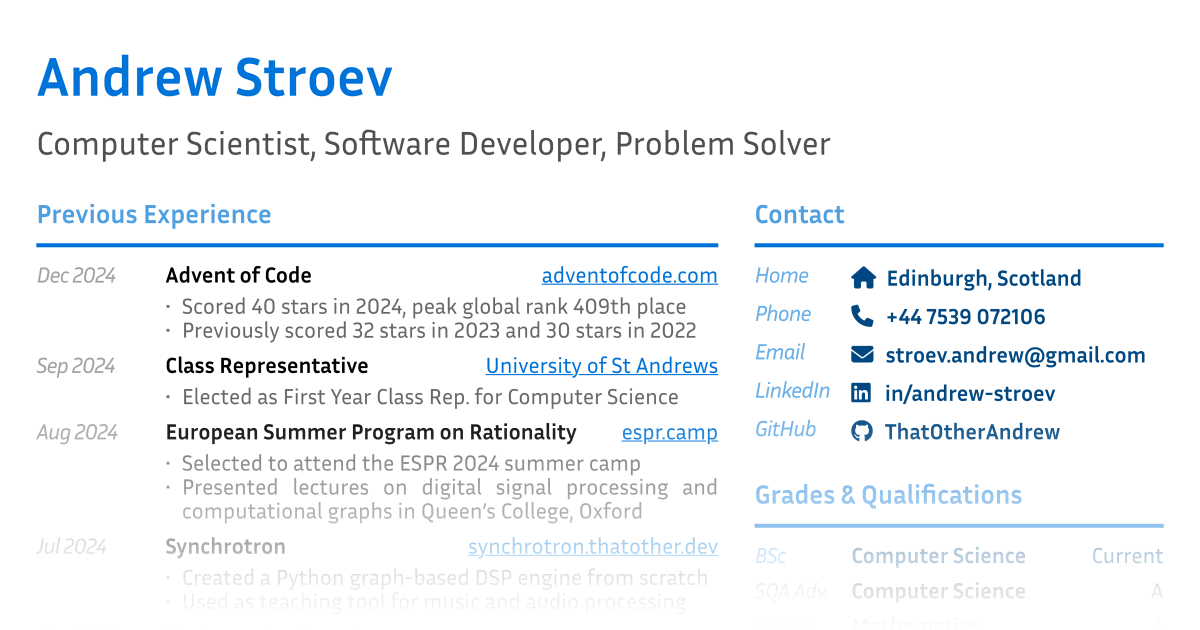 Andrew Stroev
Computer Scientist, Software Developer, Problem Solver
Previous Experience
Dec 2024 Advent of Code adventofcode.com
· Scored 40 stars in 2024, peak global rank 409th place
· Previously scored 32 stars in 2023 and 30 stars in 2022
Sep 2024 Class Representative University of St Andrews
· Elected as First Year Class Rep. for Computer Science
Aug 2024 European Summer Program on Rationality espr.camp
· Selected to attend the ESPR 2024 summer camp
· Presented lectures on digital signal processing and
computational graphs in Queen's College, Oxford
Jul 2024 Synchrotron synchrotron.thatother.dev
· Created a Python graph-based DSP engine from scratch
· Used as teaching tool for music and audio processing
Contact
Home Edinburgh, Scotland
Phone +44 7539 072106
Email stroev.andrew@gmail.com
LinkedIn in/andrew-stroev
GitHub ThatOtherAndrew
Grades & Qualifications
BSc Computer Science Current
SQA Adv. Computer Science A
Mathematics A